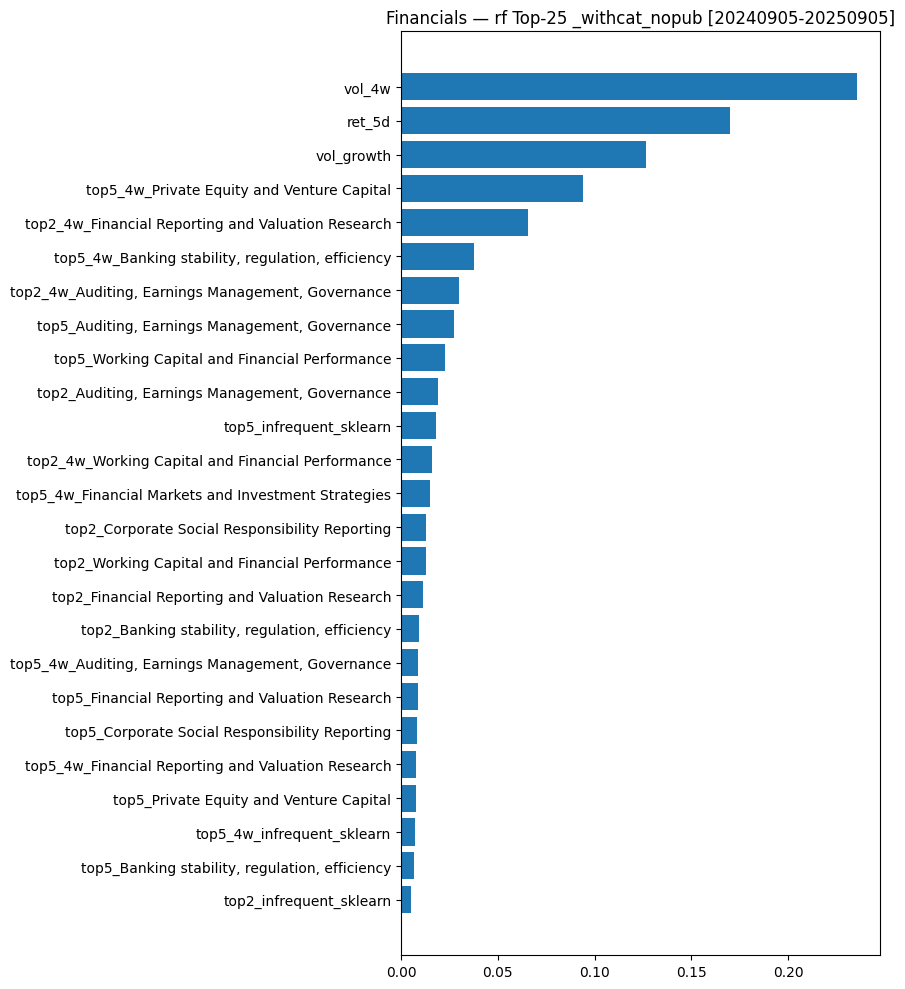 Financials — rf Top-25 _withcat_nopub [20240905-20250905]
vol_4w
ret_5d
vol_growth
top5_4w_Private Equity and Venture Capital
top2_4w_Financial Reporting and Valuation Research
top5_4w_Banking stability, regulation, efficiency
top2_4w_Auditing, Earnings Management, Governance
top5_Auditing, Earnings Management, Governance
top5_Working Capital and Financial Performance
top2_Auditing, Earnings Management, Governance
top5_infrequent_sklearn
top2_4w_Working Capital and Financial Performance
top5_4w_Financial Markets and Investment Strategies
top2_Corporate Social Responsibility Reporting
top2_Working Capital and Financial Performance
top2_Financial Reporting and Valuation Research
top2_Banking stability, regulation, efficiency
top5_4w_Auditing, Earnings Management, Governance
top5_Financial Reporting and Valuation Research
top5_Corporate Social Responsibility Reporting
top5_4w_Financial Reporting and Valuation Research
top5_Private Equity and Venture Capital
top5_4w_infrequent_sklearn
top5_Banking stability, regulation, efficiency
top2_infrequent_sklearn
0.00 0.05 0.10 0.15 0.20